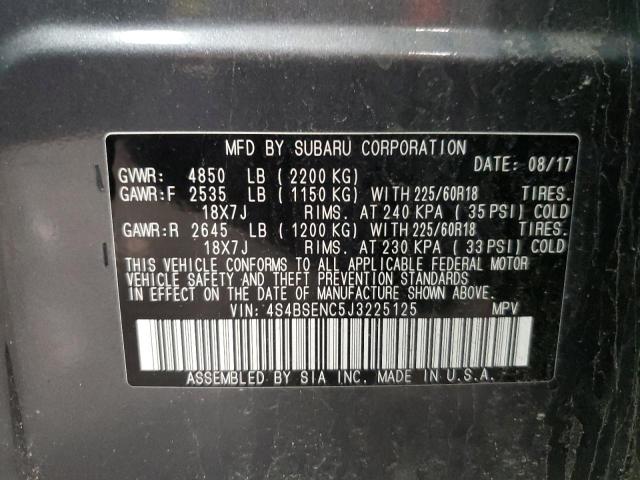 MFD BY SUBARU CORPORATION
DATE: 08/17
GVWR: 4850 LB ( 2200 KG)
GAWR:F 2535 LB ( 1150 KG) WITH 225/60R18 TIRES.
18X7J RIMS. AT 240 KPA ( 35 PSI) COLD
GAWR:R 2645 LB ( 1200 KG) WITH 225/60R18 TIRES.
18X7J RIMS. AT 230 KPA ( 33 PSI) COLD
THIS VEHICLE CONFORMS TO ALL APPLICABLE FEDERAL MOTOR
VEHICLE SAFETY AND THEFT PREVENTION STANDARDS
IN EFFECT ON THE DATE OF MANUFACTURE SHOWN ABOVE.
VIN: 4S4BSENC5J3225125 MPV
ASSEMBLED BY SIA INC. MADE IN U.S.A.